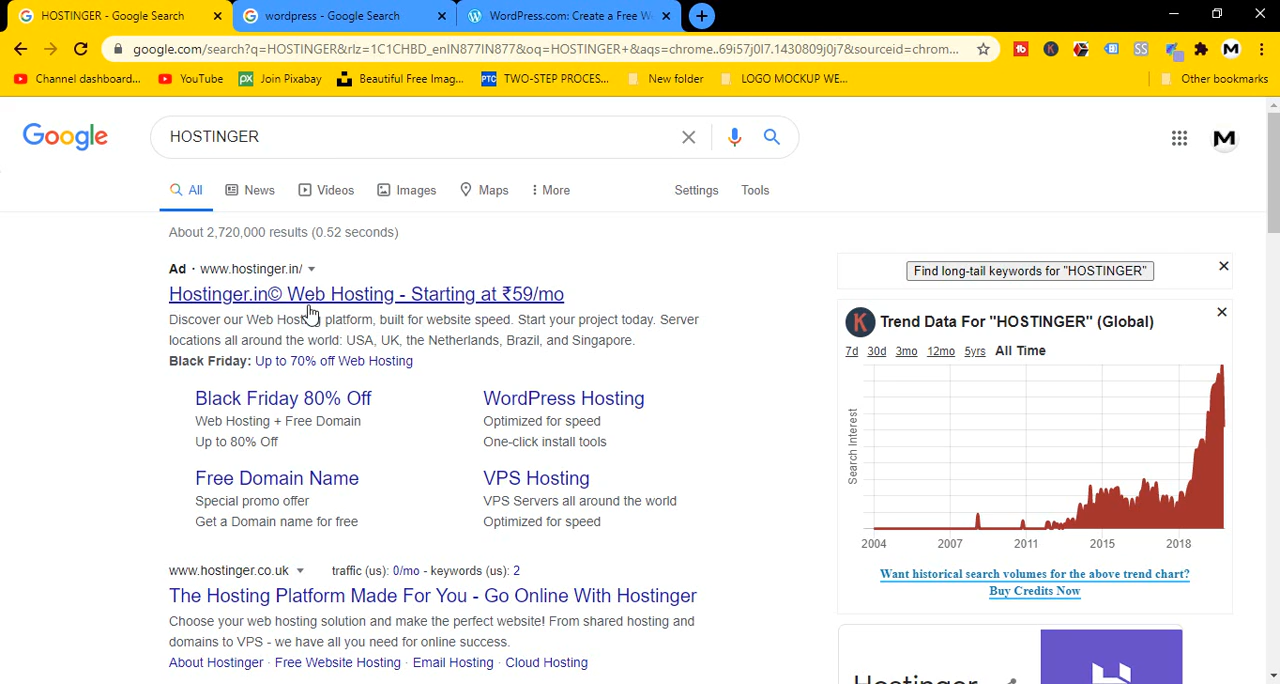 HOSTINGER - Google Search
wordpress - Google Search
WordPress.com: Create a Free W
google.com/search?q=HOSTINGER&rlz=1C1CHBD_enIN877IN877&oq=HOSTINGER+&aqs=chrome..69i57j0l7.1430809j0j7&sourceid=chrom...
Channel dashboard...
YouTube
px Join Pixabay
Beautiful Free Imag...
PTC TWO-STEP PROCES...
New folder
LOGO MOCKUP WE...
Other bookmarks
Google
HOSTINGER
M
All News Videos Images Maps More Settings Tools
About 2,720,000 results (0.52 seconds)
Ad · www.hostinger.in/
Hostinger.in© Web Hosting - Starting at ₹59/mo
Discover our Web Hosting platform, built for website speed. Start your project today. Server
locations all around the world: USA, UK, the Netherlands, Brazil, and Singapore.
Black Friday: Up to 70% off Web Hosting
Black Friday 80% Off
Web Hosting + Free Domain
Up to 80% Off
WordPress Hosting
Optimized for speed
One-click install tools
Free Domain Name
Special promo offer
Get a Domain name for free
VPS Hosting
VPS Servers all around the world
Optimized for speed
www.hostinger.co.uk traffic (us): 0/mo - keywords (us): 2
The Hosting Platform Made For You - Go Online With Hostinger
Choose your web hosting solution and make the perfect website! From shared hosting and
domains to VPS - we have all you need for online success.
About Hostinger · Free Website Hosting · Email Hosting · Cloud Hosting
Find long-tail keywords for "HOSTINGER"
K Trend Data For "HOSTINGER" (Global)
7d 30d 3mo 12mo 5yrs All Time
Search Interest
2004 2007 2011 2015 2018
Want historical search volumes for the above trend chart?
Buy Credits Now
Hostinger